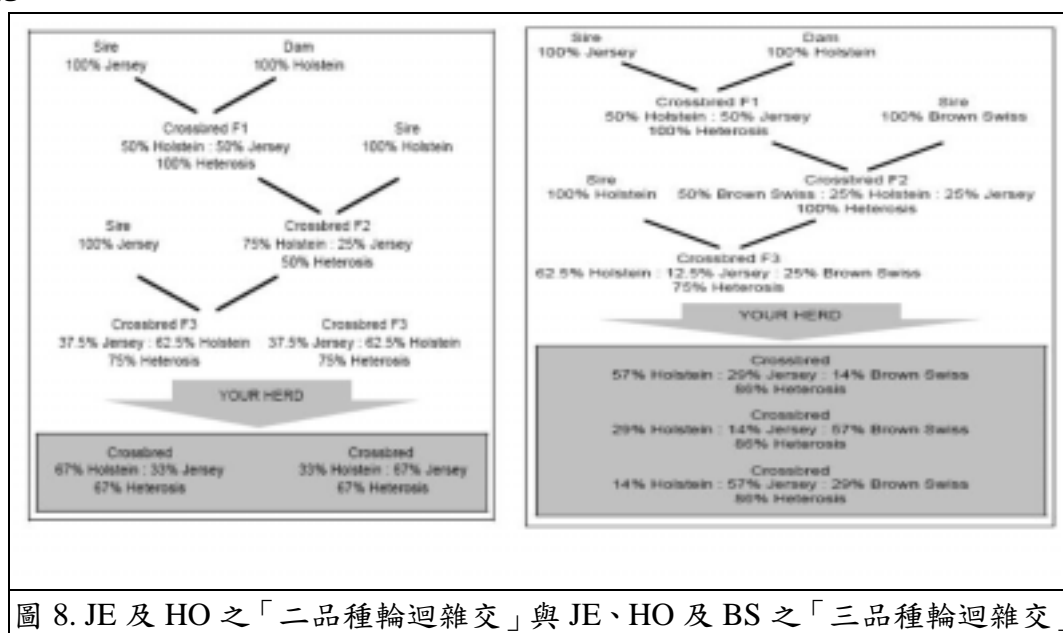 Sire
100% Jersey
Dam
100% Holstein
Crossbred F1
50% Holstein : 50% Jersey
100% Heterosis
Sire
100% Holstein
Sire
100% Jersey
Crossbred F2
75% Holstein : 25% Jersey
50% Heterosis
Crossbred F3
37.5% Jersey : 62.5% Holstein
75% Heterosis
Crossbred F3
37.5% Jersey : 62.5% Holstein
75% Heterosis
YOUR HERD
Crossbred
67% Holstein : 33% Jersey
67% Heterosis
Crossbred
33% Holstein : 67% Jersey
67% Heterosis
Sire
100% Jersey
Dam
100% Holstein
Crossbred F1
50% Holstein : 50% Jersey
100% Heterosis
Sire
100% Brown Swiss
Sire
100% Holstein
Crossbred F2
50% Brown Swiss : 25% Holstein : 25% Jersey
100% Heterosis
Crossbred F3
62.5% Holstein : 12.5% Jersey : 25% Brown Swiss
75% Heterosis
YOUR HERD
Crossbred
57% Holstein : 29% Jersey : 14% Brown Swiss
86% Heterosis
Crossbred
29% Holstein : 14% Jersey : 57% Brown Swiss
86% Heterosis
Crossbred
14% Holstein : 57% Jersey : 29% Brown Swiss
86% Heterosis
圖 8. JE 及 HO 之「二品種輪迴雜交」與 JE、HO 及 BS 之「三品種輪迴雜交」